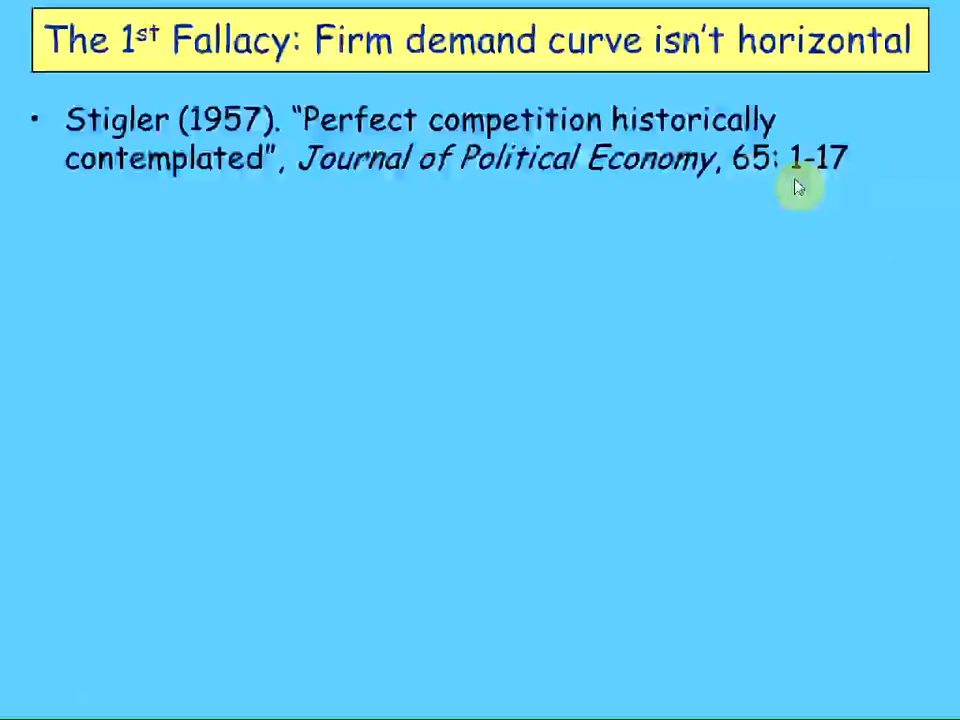 The 1st Fallacy: Firm demand curve isn't horizontal
• Stigler (1957). “Perfect competition historically
contemplated”, Journal of Political Economy, 65: 1-17